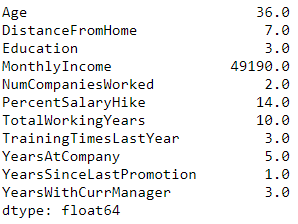 Age 36.0
DistanceFromHome 7.0
Education 3.0
MonthlyIncome 49190.0
NumCompaniesWorked 2.0
PercentSalaryHike 14.0
TotalWorkingYears 10.0
TrainingTimesLastYear 3.0
YearsAtCompany 5.0
YearsSinceLastPromotion 1.0
YearsWithCurrManager 3.0
dtype: float64